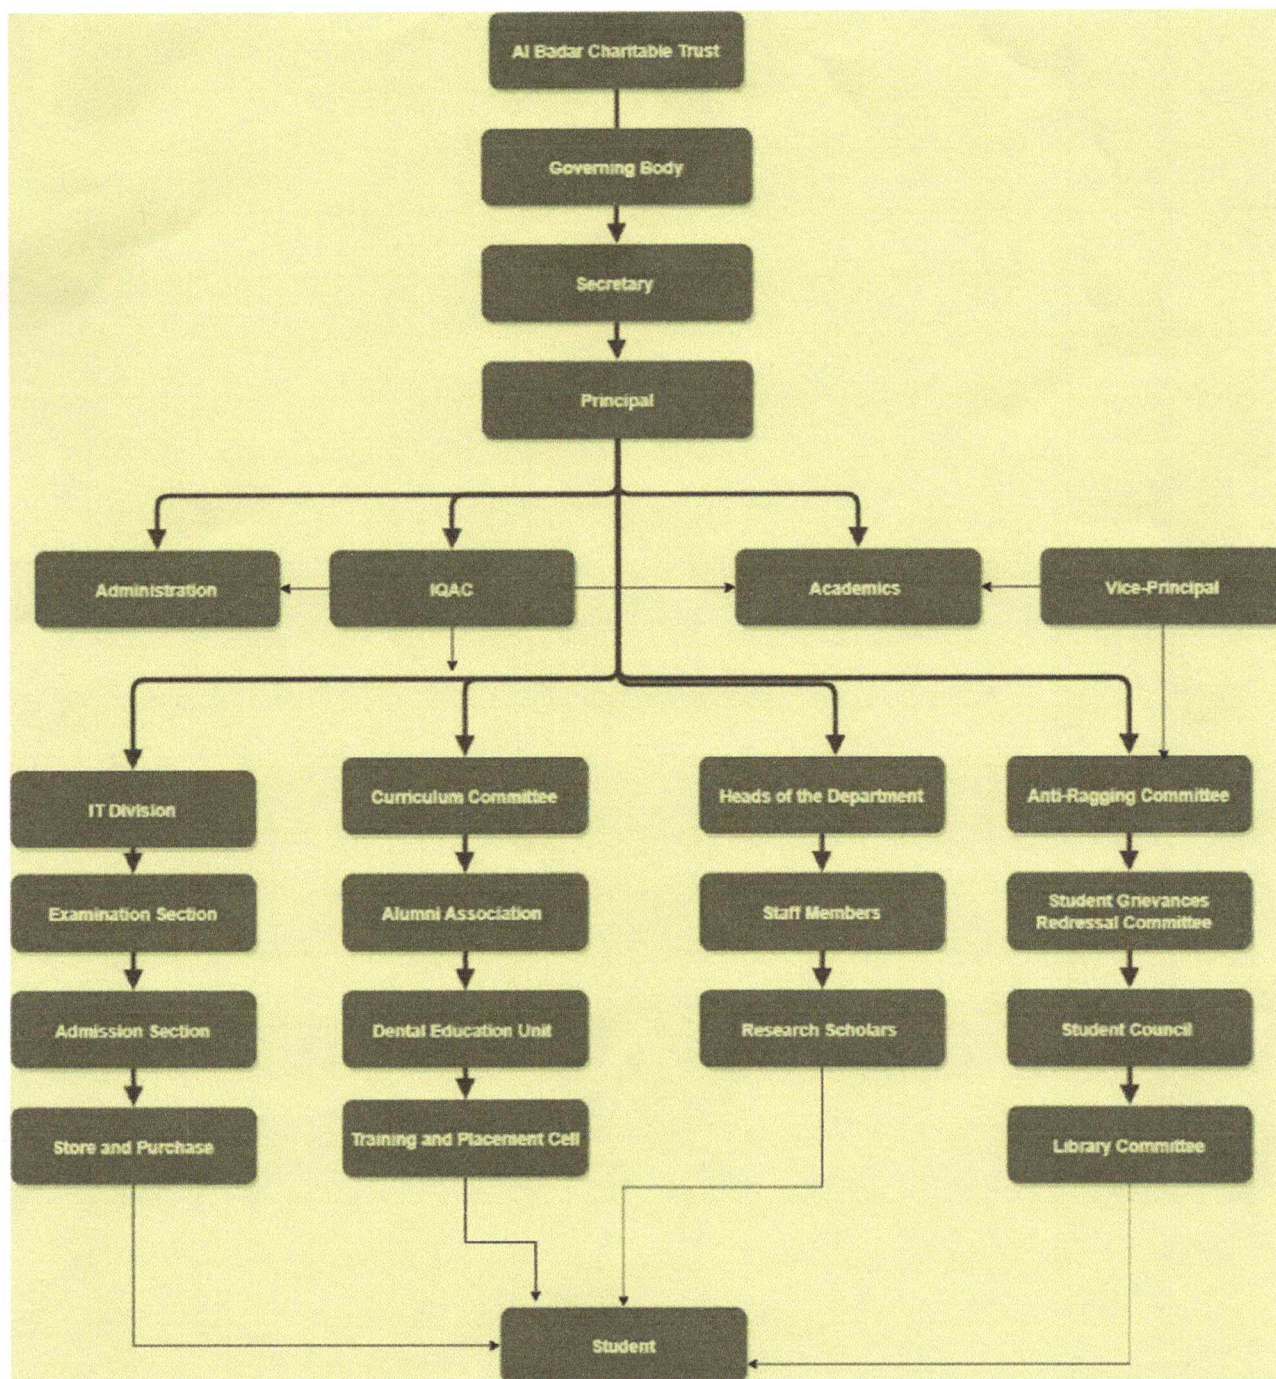 Al Badar Charitable Trust
Governing Body
Secretary
Principal
Administration
IQAC
Academics
Vice-Principal
IT Division
Curriculum Committee
Heads of the Department
Anti-Ragging Committee
Examination Section
Alumni Association
Staff Members
Student Grievances
Redressal Committee
Admission Section
Dental Education Unit
Research Scholars
Student Council
Store and Purchase
Training and Placement Cell
Library Committee
Student